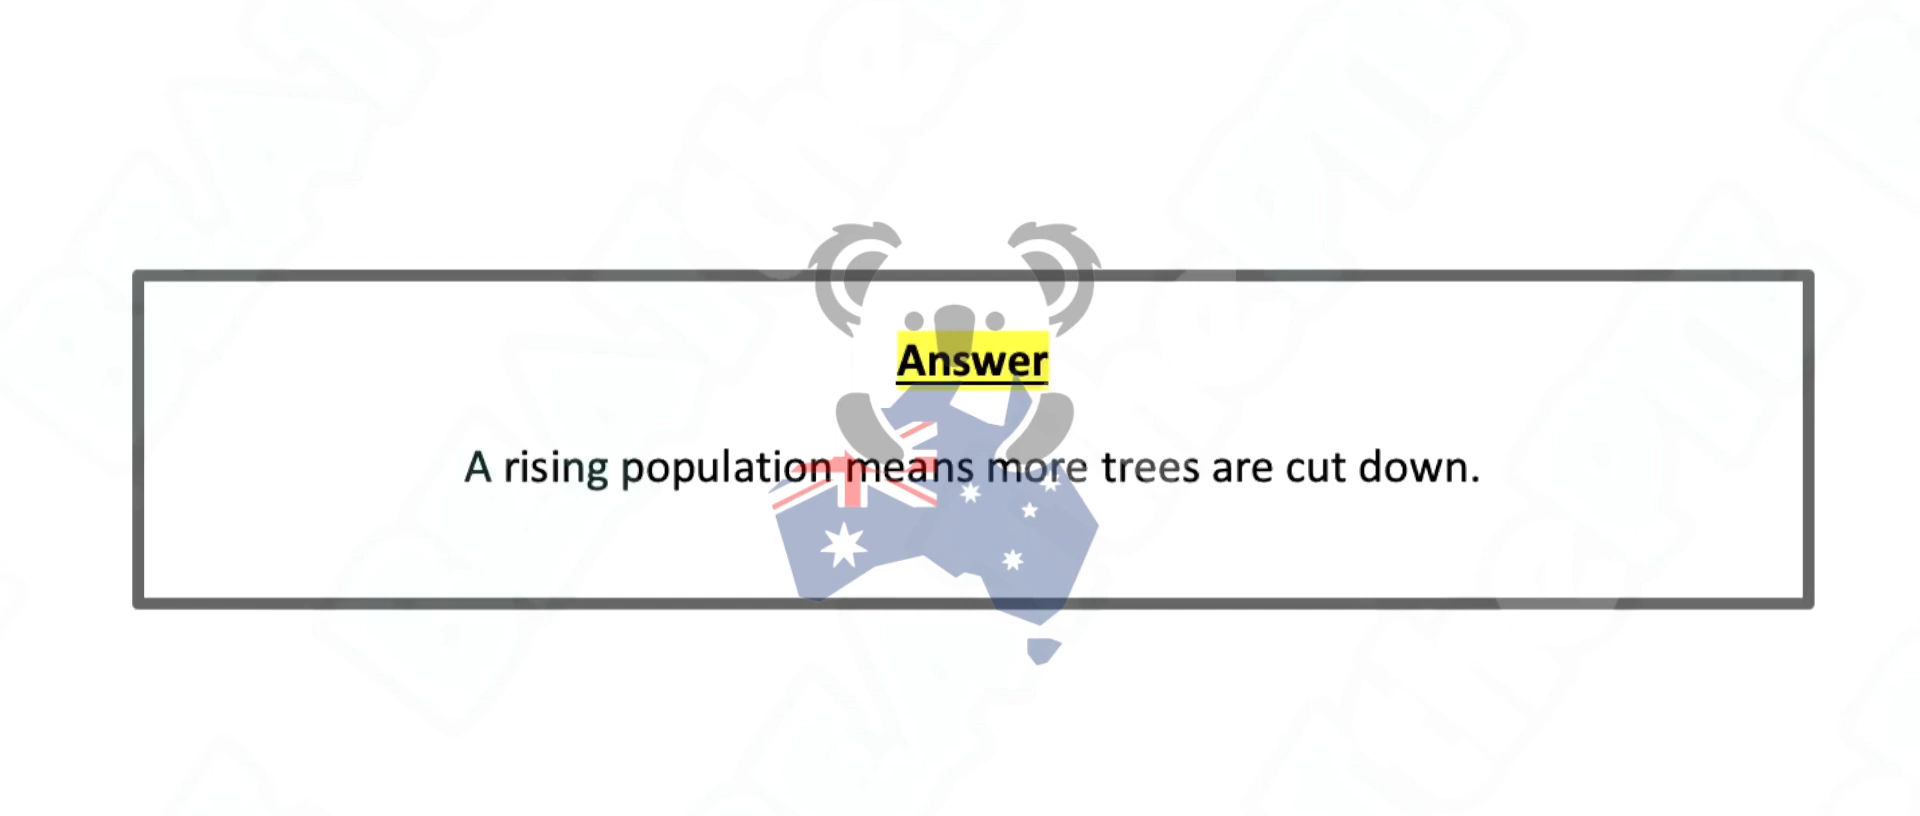 Answer
A rising population means more trees are cut down.